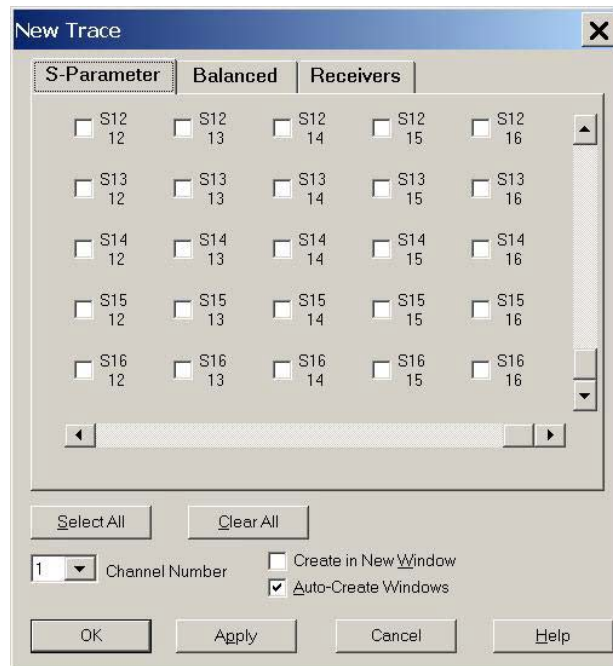 New Trace
S-Parameter Balanced Receivers
S12 S12 S12 S12 S12
12 13 14 15 16
S13 S13 S13 S13 S13
12 13 14 15 16
S14 S14 S14 S14 S14
12 13 14 15 16
S15 S15 S15 S15 S15
12 13 14 15 16
S16 S16 S16 S16 S16
12 13 14 15 16
Select All Clear All
1 Channel Number
Create in New Window
Auto-Create Windows
OK Apply Cancel Help